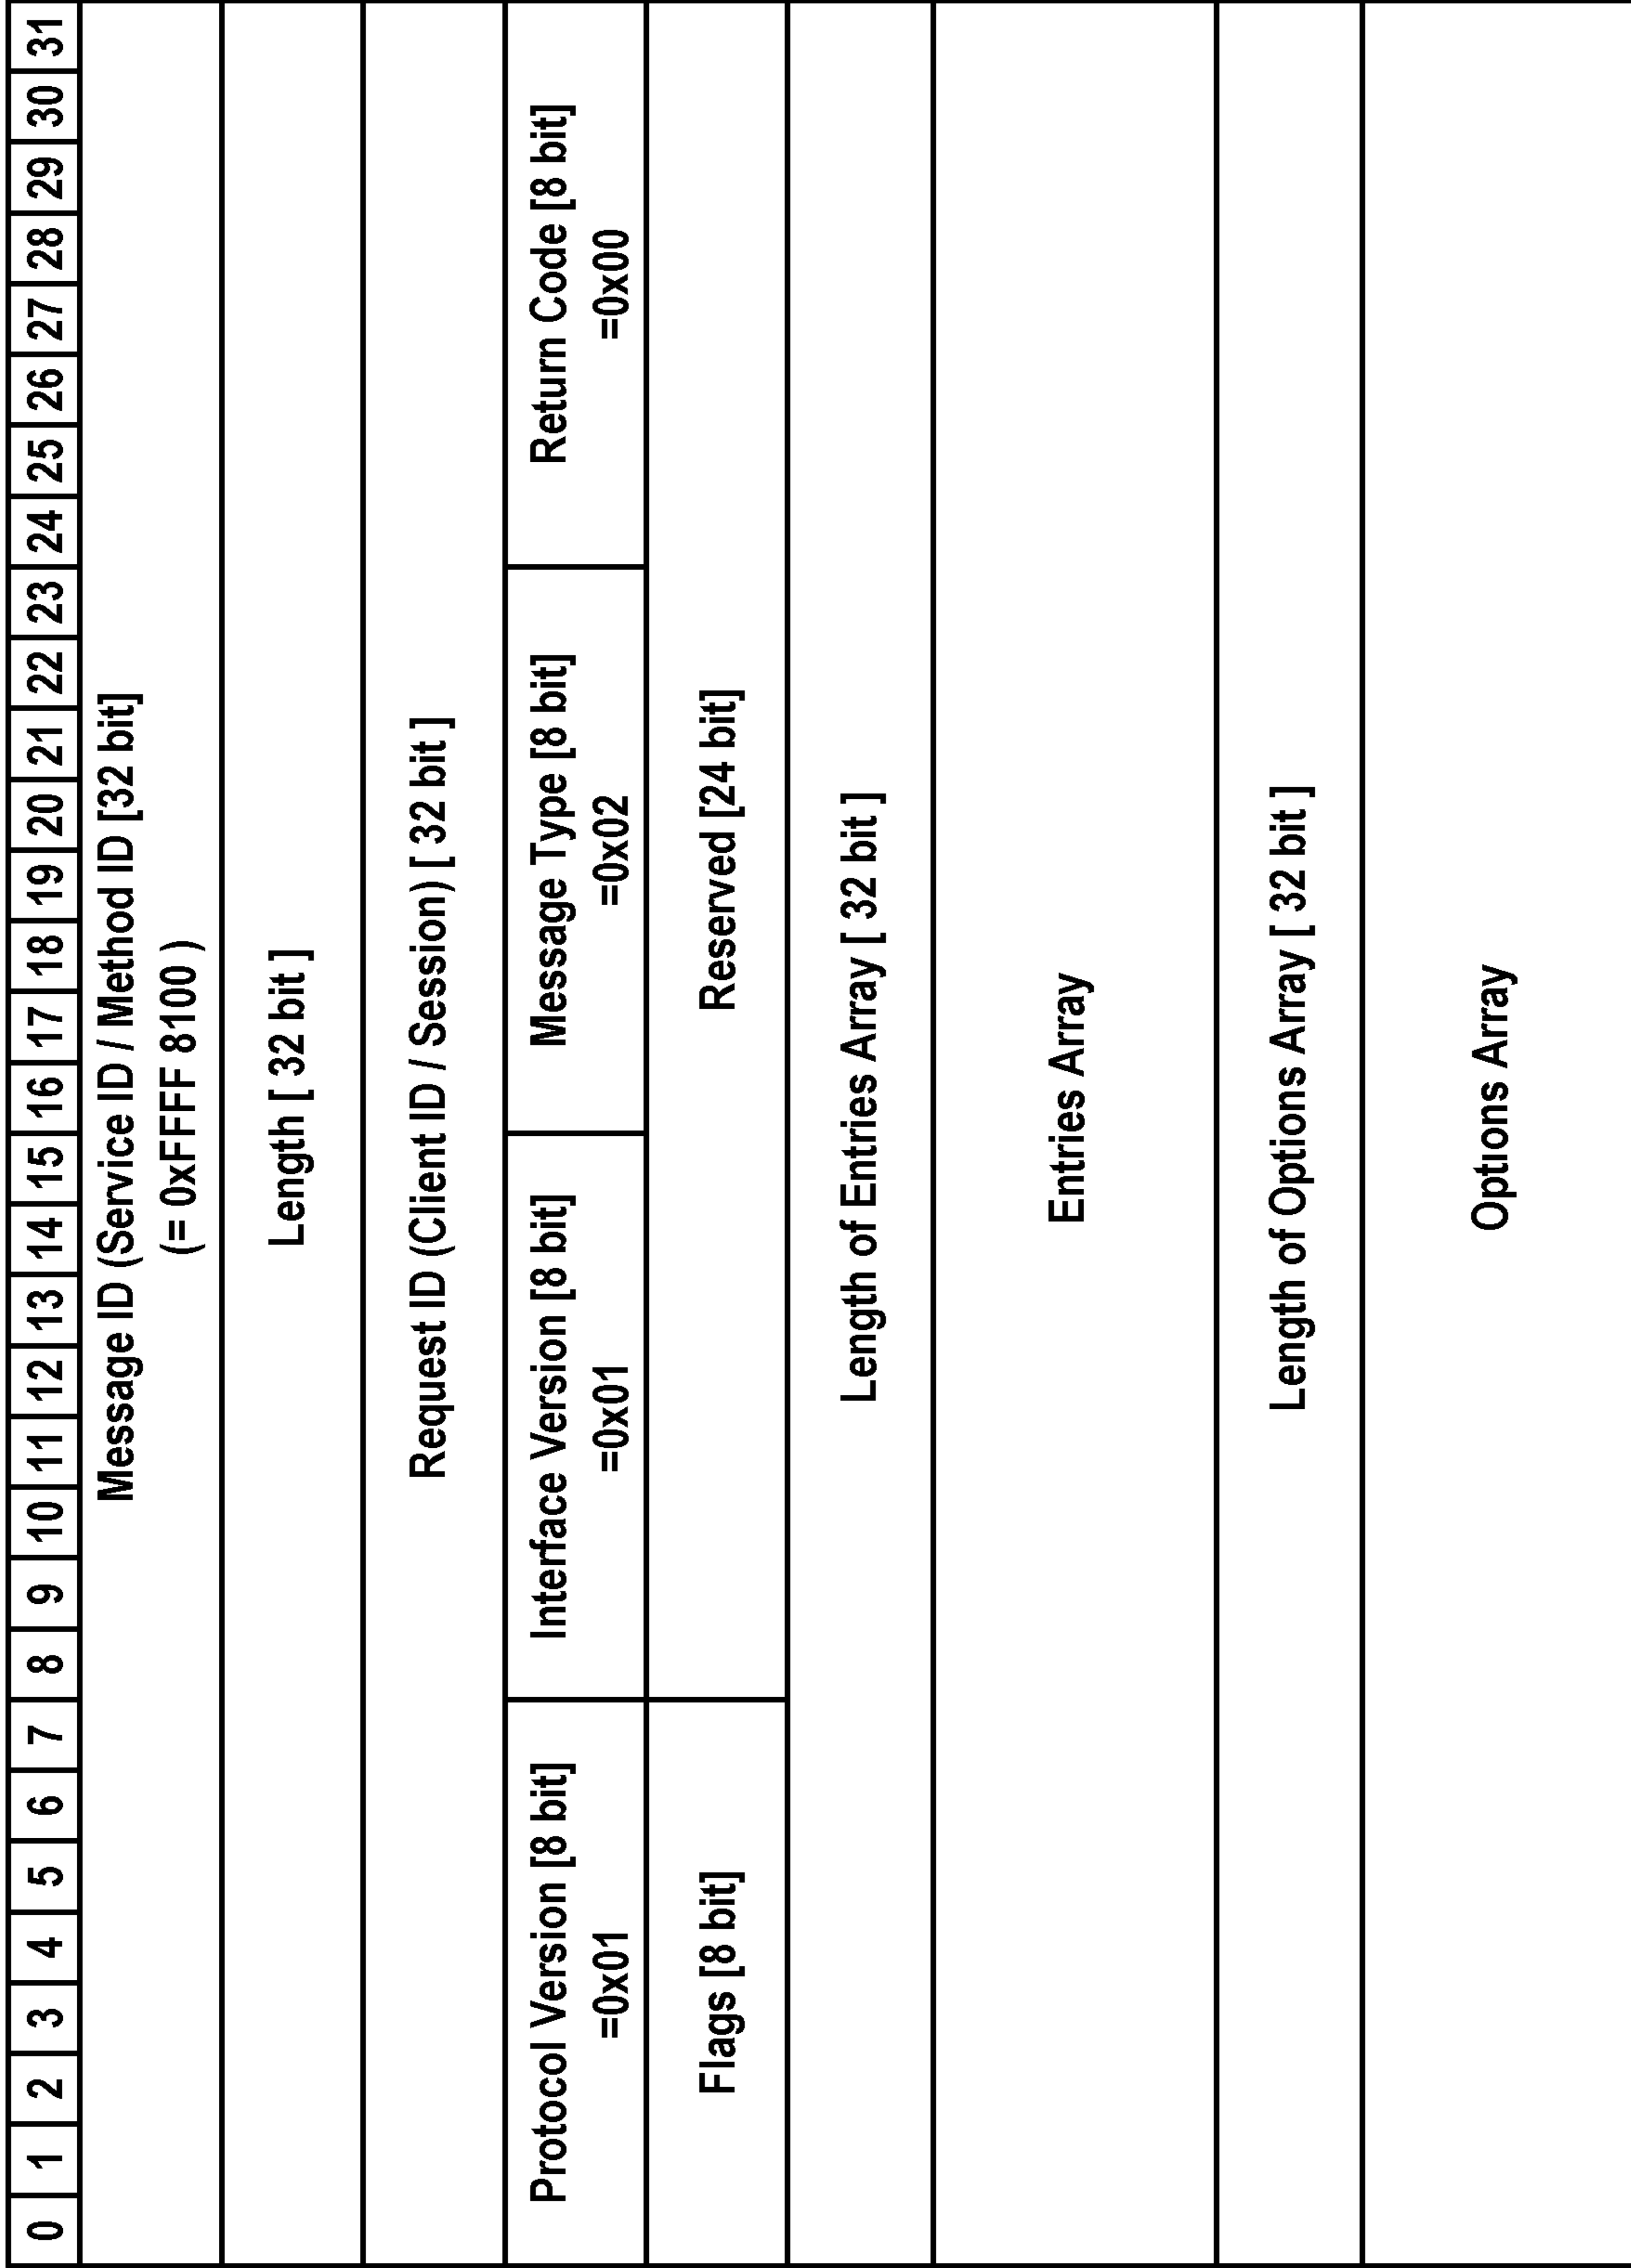 0 1 2 3 4 5 6 7 8 9 10 11 12 13 14 15 16 17 18 19 20 21 22 23 24 25 26 27 28 29 30 31
Message ID (Service ID / Method ID [32 bit]
(= 0xFFFF 8100 )
Length [ 32 bit ]
Request ID (Client ID / Session) [ 32 bit ]
Protocol Version [8 bit] Interface Version [8 bit] Message Type [8 bit] Return Code [8 bit]
=0x01 =0x01 =0x02 =0x00
Flags [8 bit] Reserved [24 bit]
Length of Entries Array [ 32 bit ]
Entries Array
Length of Options Array [ 32 bit ]
Options Array